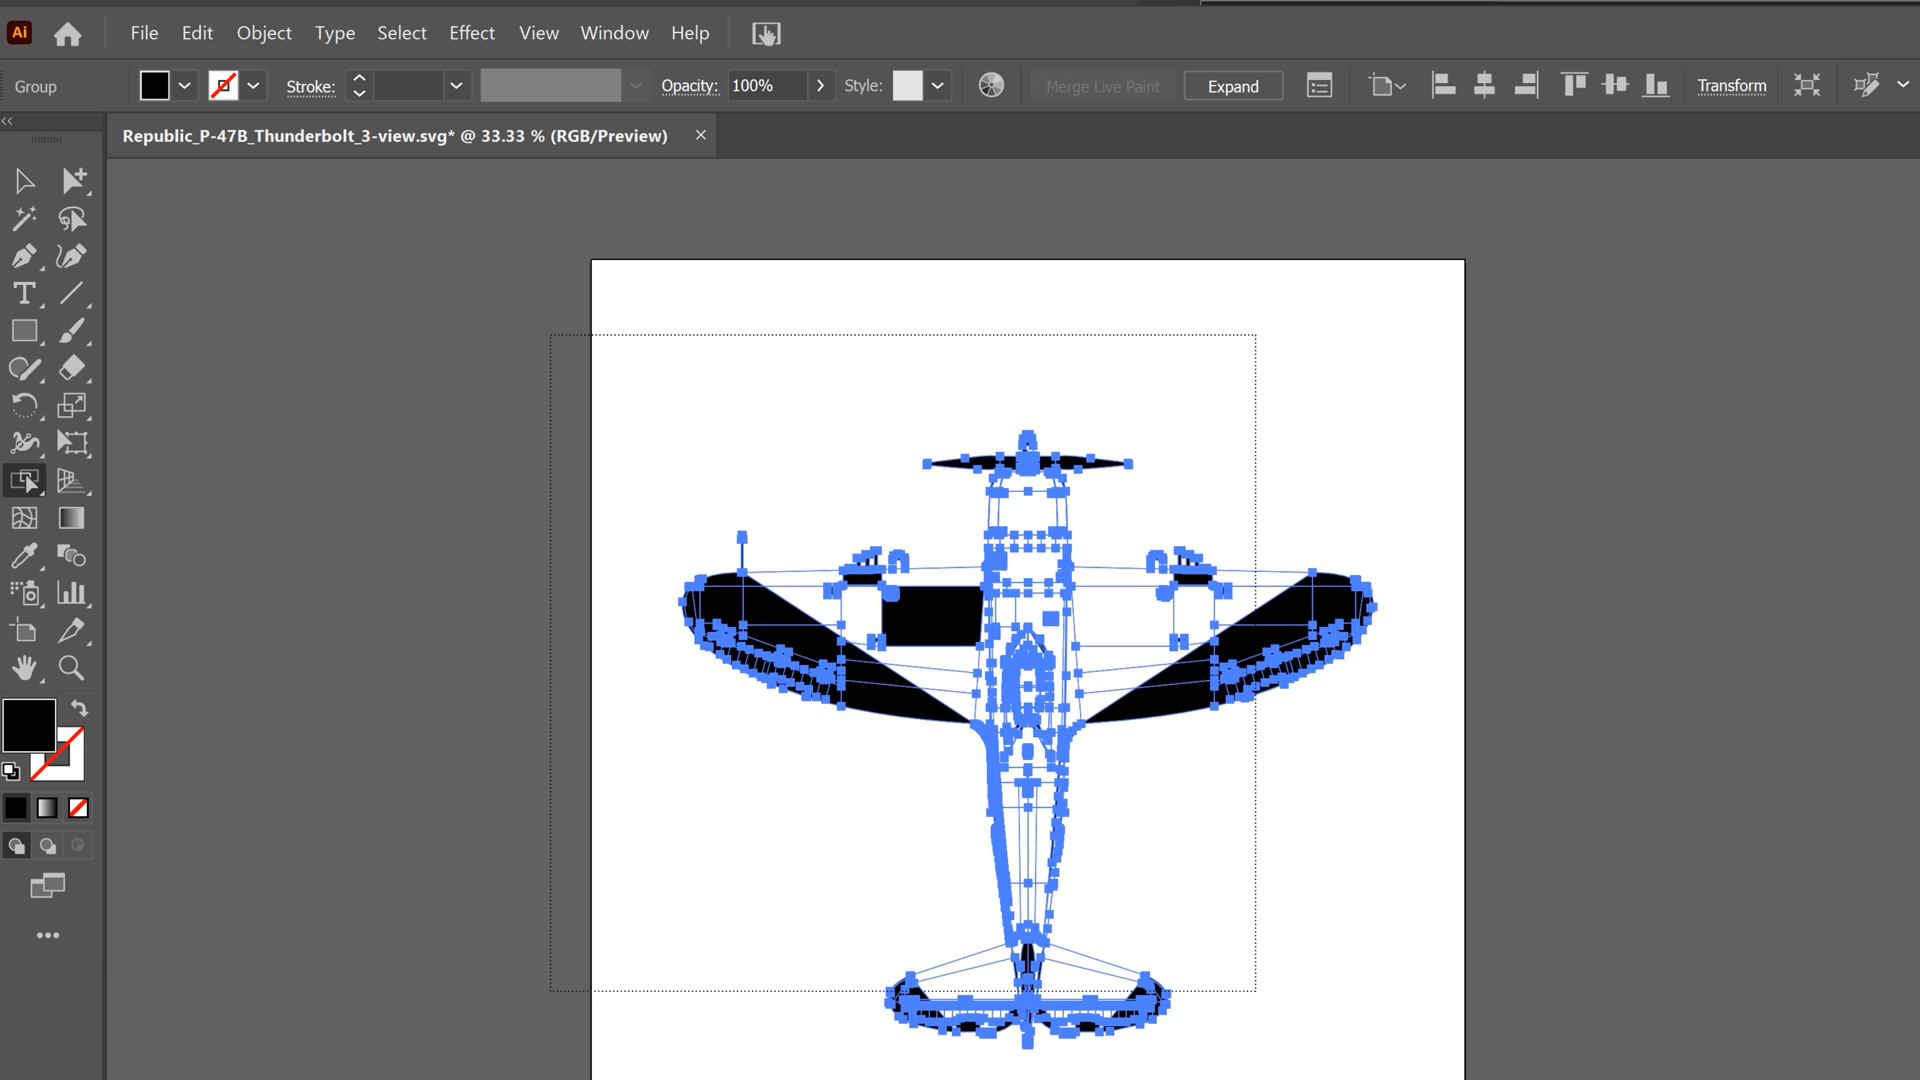 Ai File Edit Object Type Select Effect View Window Help
Group Stroke: Opacity: 100% Style: Merge Live Paint Expand Transform
Republic_P-47B_Thunderbolt_3-view.svg* @ 33.33 % (RGB/Preview)